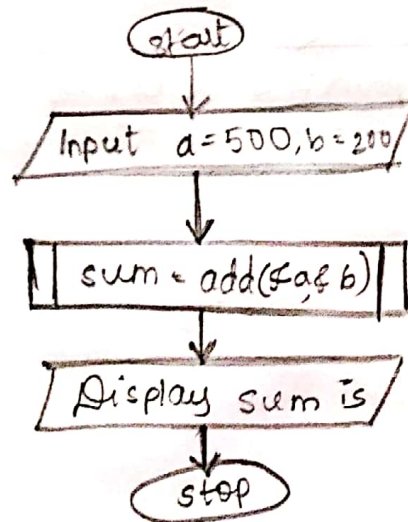 start
Input a=500, b=200
sum = add(&a,& b)
Display sum is
stop